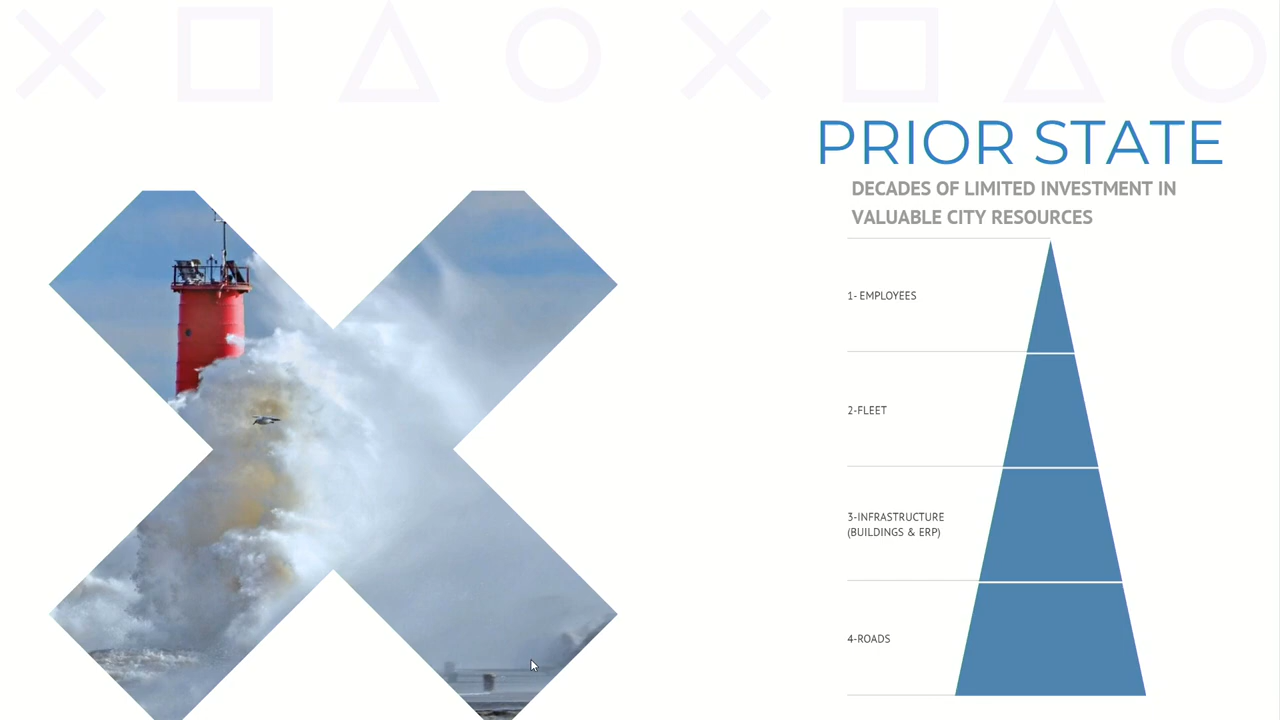 PRIOR STATE
DECADES OF LIMITED INVESTMENT IN
VALUABLE CITY RESOURCES
1- EMPLOYEES
2-FLEET
3-INFRASTRUCTURE
(BUILDINGS & ERP)
4-ROADS